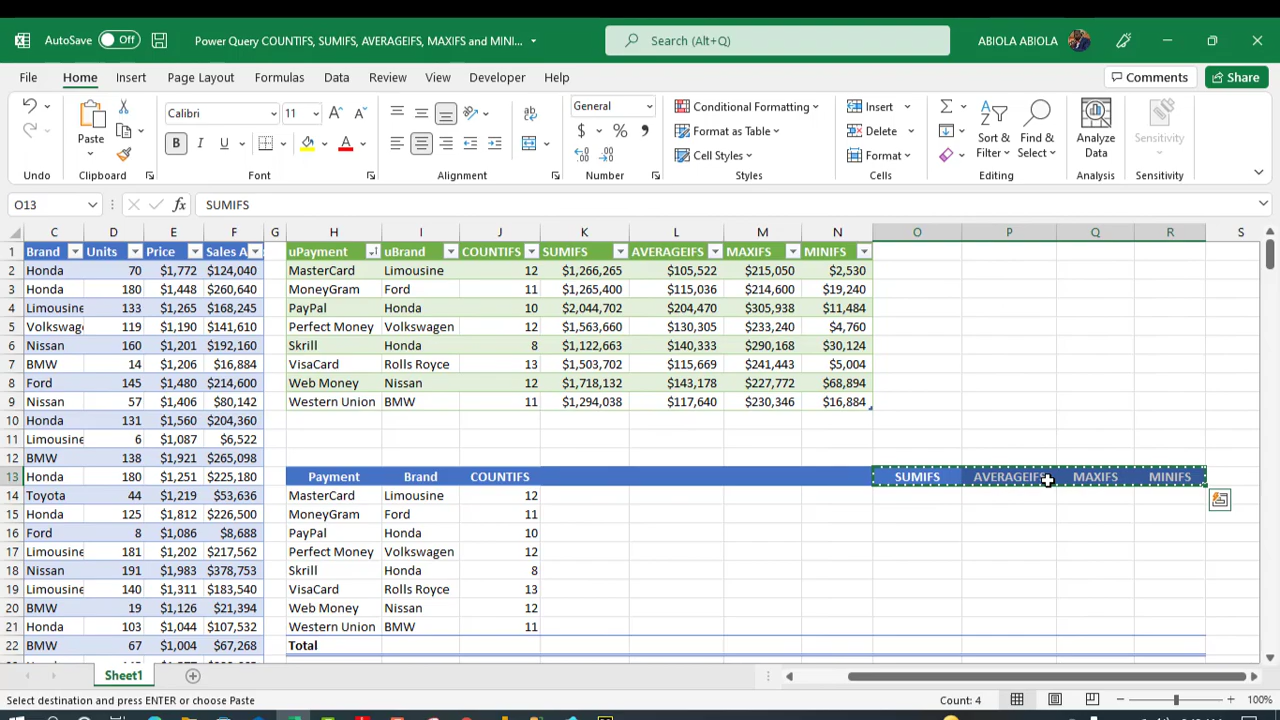 AutoSave Off Power Query COUNTIFS, SUMIFS, AVERAGEIFS, MAXIFS and MINI... Search (Alt+Q) ABIOLA ABIOLA
File Home Insert Page Layout Formulas Data Review View Developer Help Comments Share
Calibri 11 General Conditional Formatting Insert
Paste B I U A $ % Format as Table Delete Sort & Filter Find & Select Analyze Data Sensitivity
Cell Styles Format
Undo Clipboard Font Alignment Number Styles Cells Editing Analysis Sensitivity
O13 fx SUMIFS
C D E F G H I J K L M N O P Q R S
1 Brand Units Price Sales A uPayment uBrand COUNTIFS SUMIFS AVERAGEIFS MAXIFS MINIFS
2 Honda 70 $1,772 $124,040 MasterCard Limousine 12 $1,266,265 $105,522 $215,050 $2,530
3 Honda 180 $1,448 $260,640 MoneyGram Ford 11 $1,265,400 $115,036 $214,600 $19,240
4 Limousine 133 $1,265 $168,245 PayPal Honda 10 $2,044,702 $204,470 $305,938 $11,484
5 Volkswage 119 $1,190 $141,610 Perfect Money Volkswagen 12 $1,563,660 $130,305 $233,240 $4,760
6 Nissan 160 $1,201 $192,160 Skrill Honda 8 $1,122,663 $140,333 $290,168 $30,124
7 BMW 14 $1,206 $16,884 VisaCard Rolls Royce 13 $1,503,702 $115,669 $241,443 $5,004
8 Ford 145 $1,480 $214,600 Web Money Nissan 12 $1,718,132 $143,178 $227,772 $68,894
9 Nissan 57 $1,406 $80,142 Western Union BMW 11 $1,294,038 $117,640 $230,346 $16,884
10 Honda 131 $1,560 $204,360
11 Limousine 6 $1,087 $6,522
12 BMW 138 $1,921 $265,098
13 Honda 180 $1,251 $225,180 Payment Brand COUNTIFS SUMIFS AVERAGEIFS MAXIFS MINIFS
14 Toyota 44 $1,219 $53,636 MasterCard Limousine 12
15 Honda 125 $1,812 $226,500 MoneyGram Ford 11
16 Ford 8 $1,086 $8,688 PayPal Honda 10
17 Limousine 181 $1,202 $217,562 Perfect Money Volkswagen 12
18 Nissan 191 $1,983 $378,753 Skrill Honda 8
19 Limousine 140 $1,311 $183,540 VisaCard Rolls Royce 13
20 BMW 19 $1,126 $21,394 Web Money Nissan 12
21 Honda 103 $1,044 $107,532 Western Union BMW 11
22 BMW 67 $1,004 $67,268 Total
Sheet1
Select destination and press ENTER or choose Paste Count: 4 100%